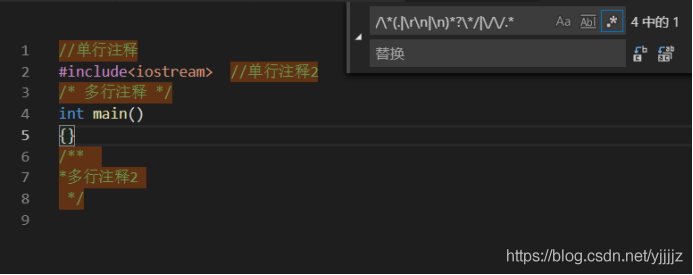 /\*(.|\r\n|\n)*?\*/|\/\/.*
Aa Abl .* 4 中的 1
替换
1 //单行注释
2 #include<iostream> //单行注释2
3 /* 多行注释 */
4 int main()
5 {}
6 /**
7 *多行注释2
8 */
9
https://blog.csdn.net/yjjjjz